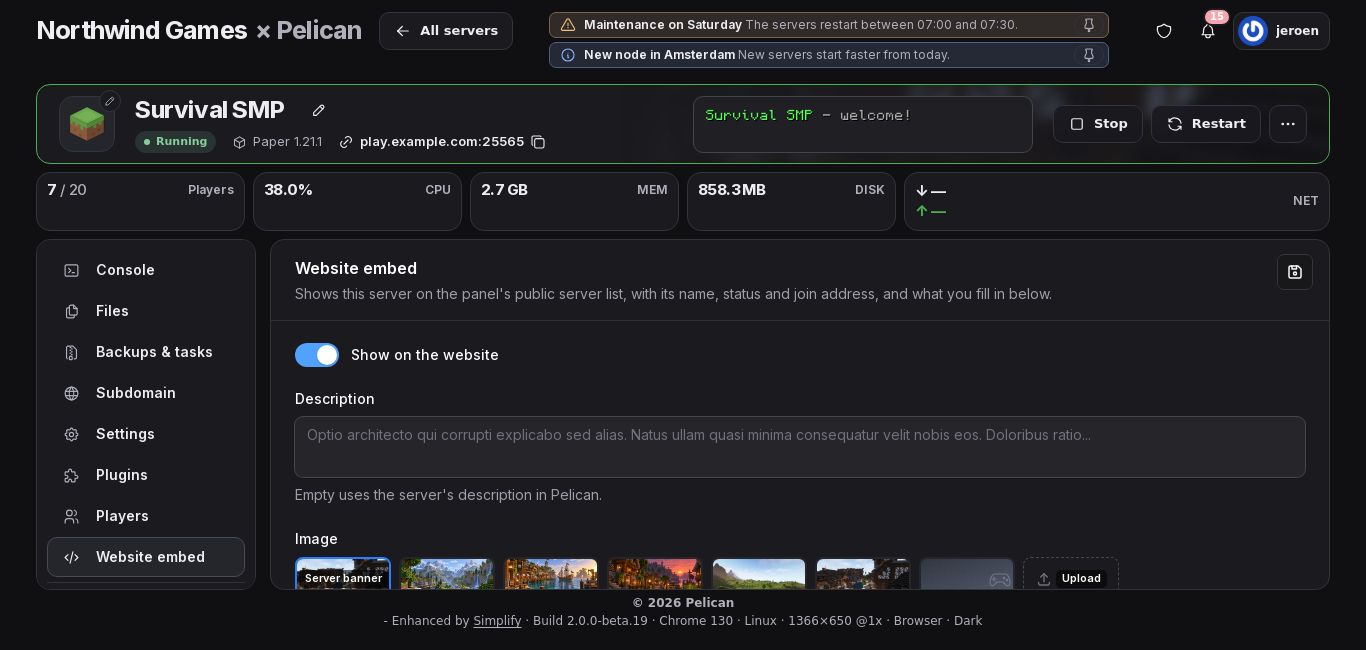 Northwind Games × Pelican
All servers
Maintenance on Saturday The servers restart between 07:00 and 07:30.
New node in Amsterdam New servers start faster from today.
15
jeroen
Survival SMP
Running
Paper 1.21.1
play.example.com:25565
Survival SMP - welcome!
Stop
Restart
7 / 20 Players
38.0% CPU
2.7 GB MEM
858.3 MB DISK
↓ —
↑ —
NET
Console
Files
Backups & tasks
Subdomain
Settings
Plugins
Players
Website embed
Website embed
Shows this server on the panel's public server list, with its name, status and join address, and what you fill in below.
Show on the website
Description
Optio architecto qui corrupti explicabo sed alias. Natus ullam quasi minima consequatur velit nobis eos. Doloribus ratio...
Empty uses the server's description in Pelican.
Image
Server banner
Upload
© 2026 Pelican
- Enhanced by Simplify · Build 2.0.0-beta.19 · Chrome 130 · Linux · 1366×650 @1x · Browser · Dark